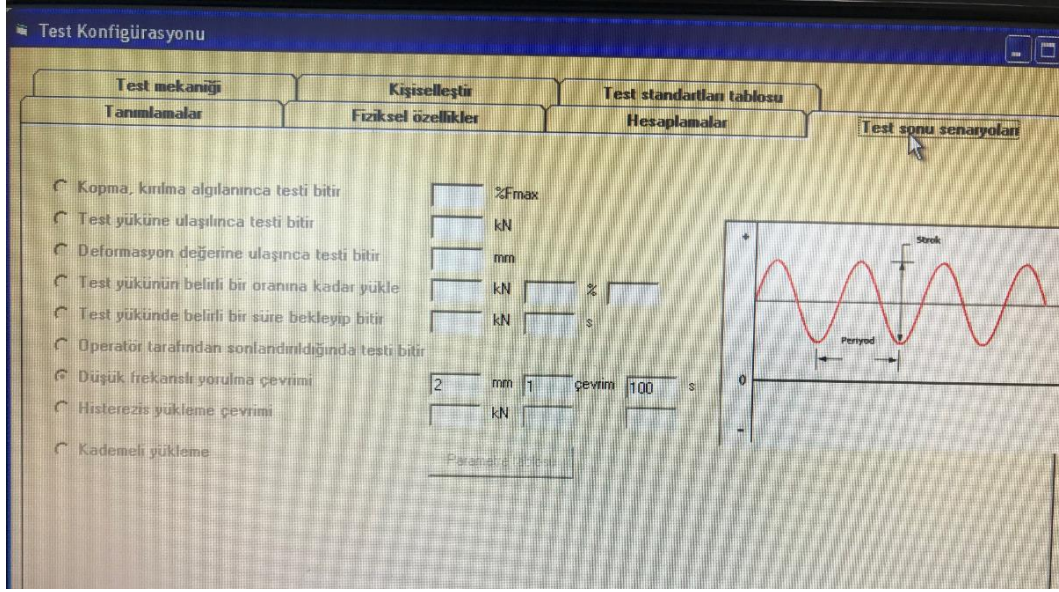 Test Konfigürasyonu
Test mekaniği Kişiselleştir Test standartları tablosu
Tanımlamalar Fiziksel özellikler Hesaplamalar Test sonu senaryoları
Kopma, kırılma algılanınca testi bitir %Fmax
Test yüküne ulaşılınca testi bitir kN
Deformasyon değerine ulaşınca testi bitir mm
Test yükünün belirli bir oranına kadar yükle kN %
Test yükünde belirli bir süre bekleyip bitir kN s
Operatör tarafından sonlandırıldığında testi bitir
Düşük frekanslı yorulma çevrimi 2 mm 1 çevrim 100 s
Histerezis yükleme çevrimi kN
Kademeli yükleme Parametre tablosu
+
Strok
Periyod
0
-